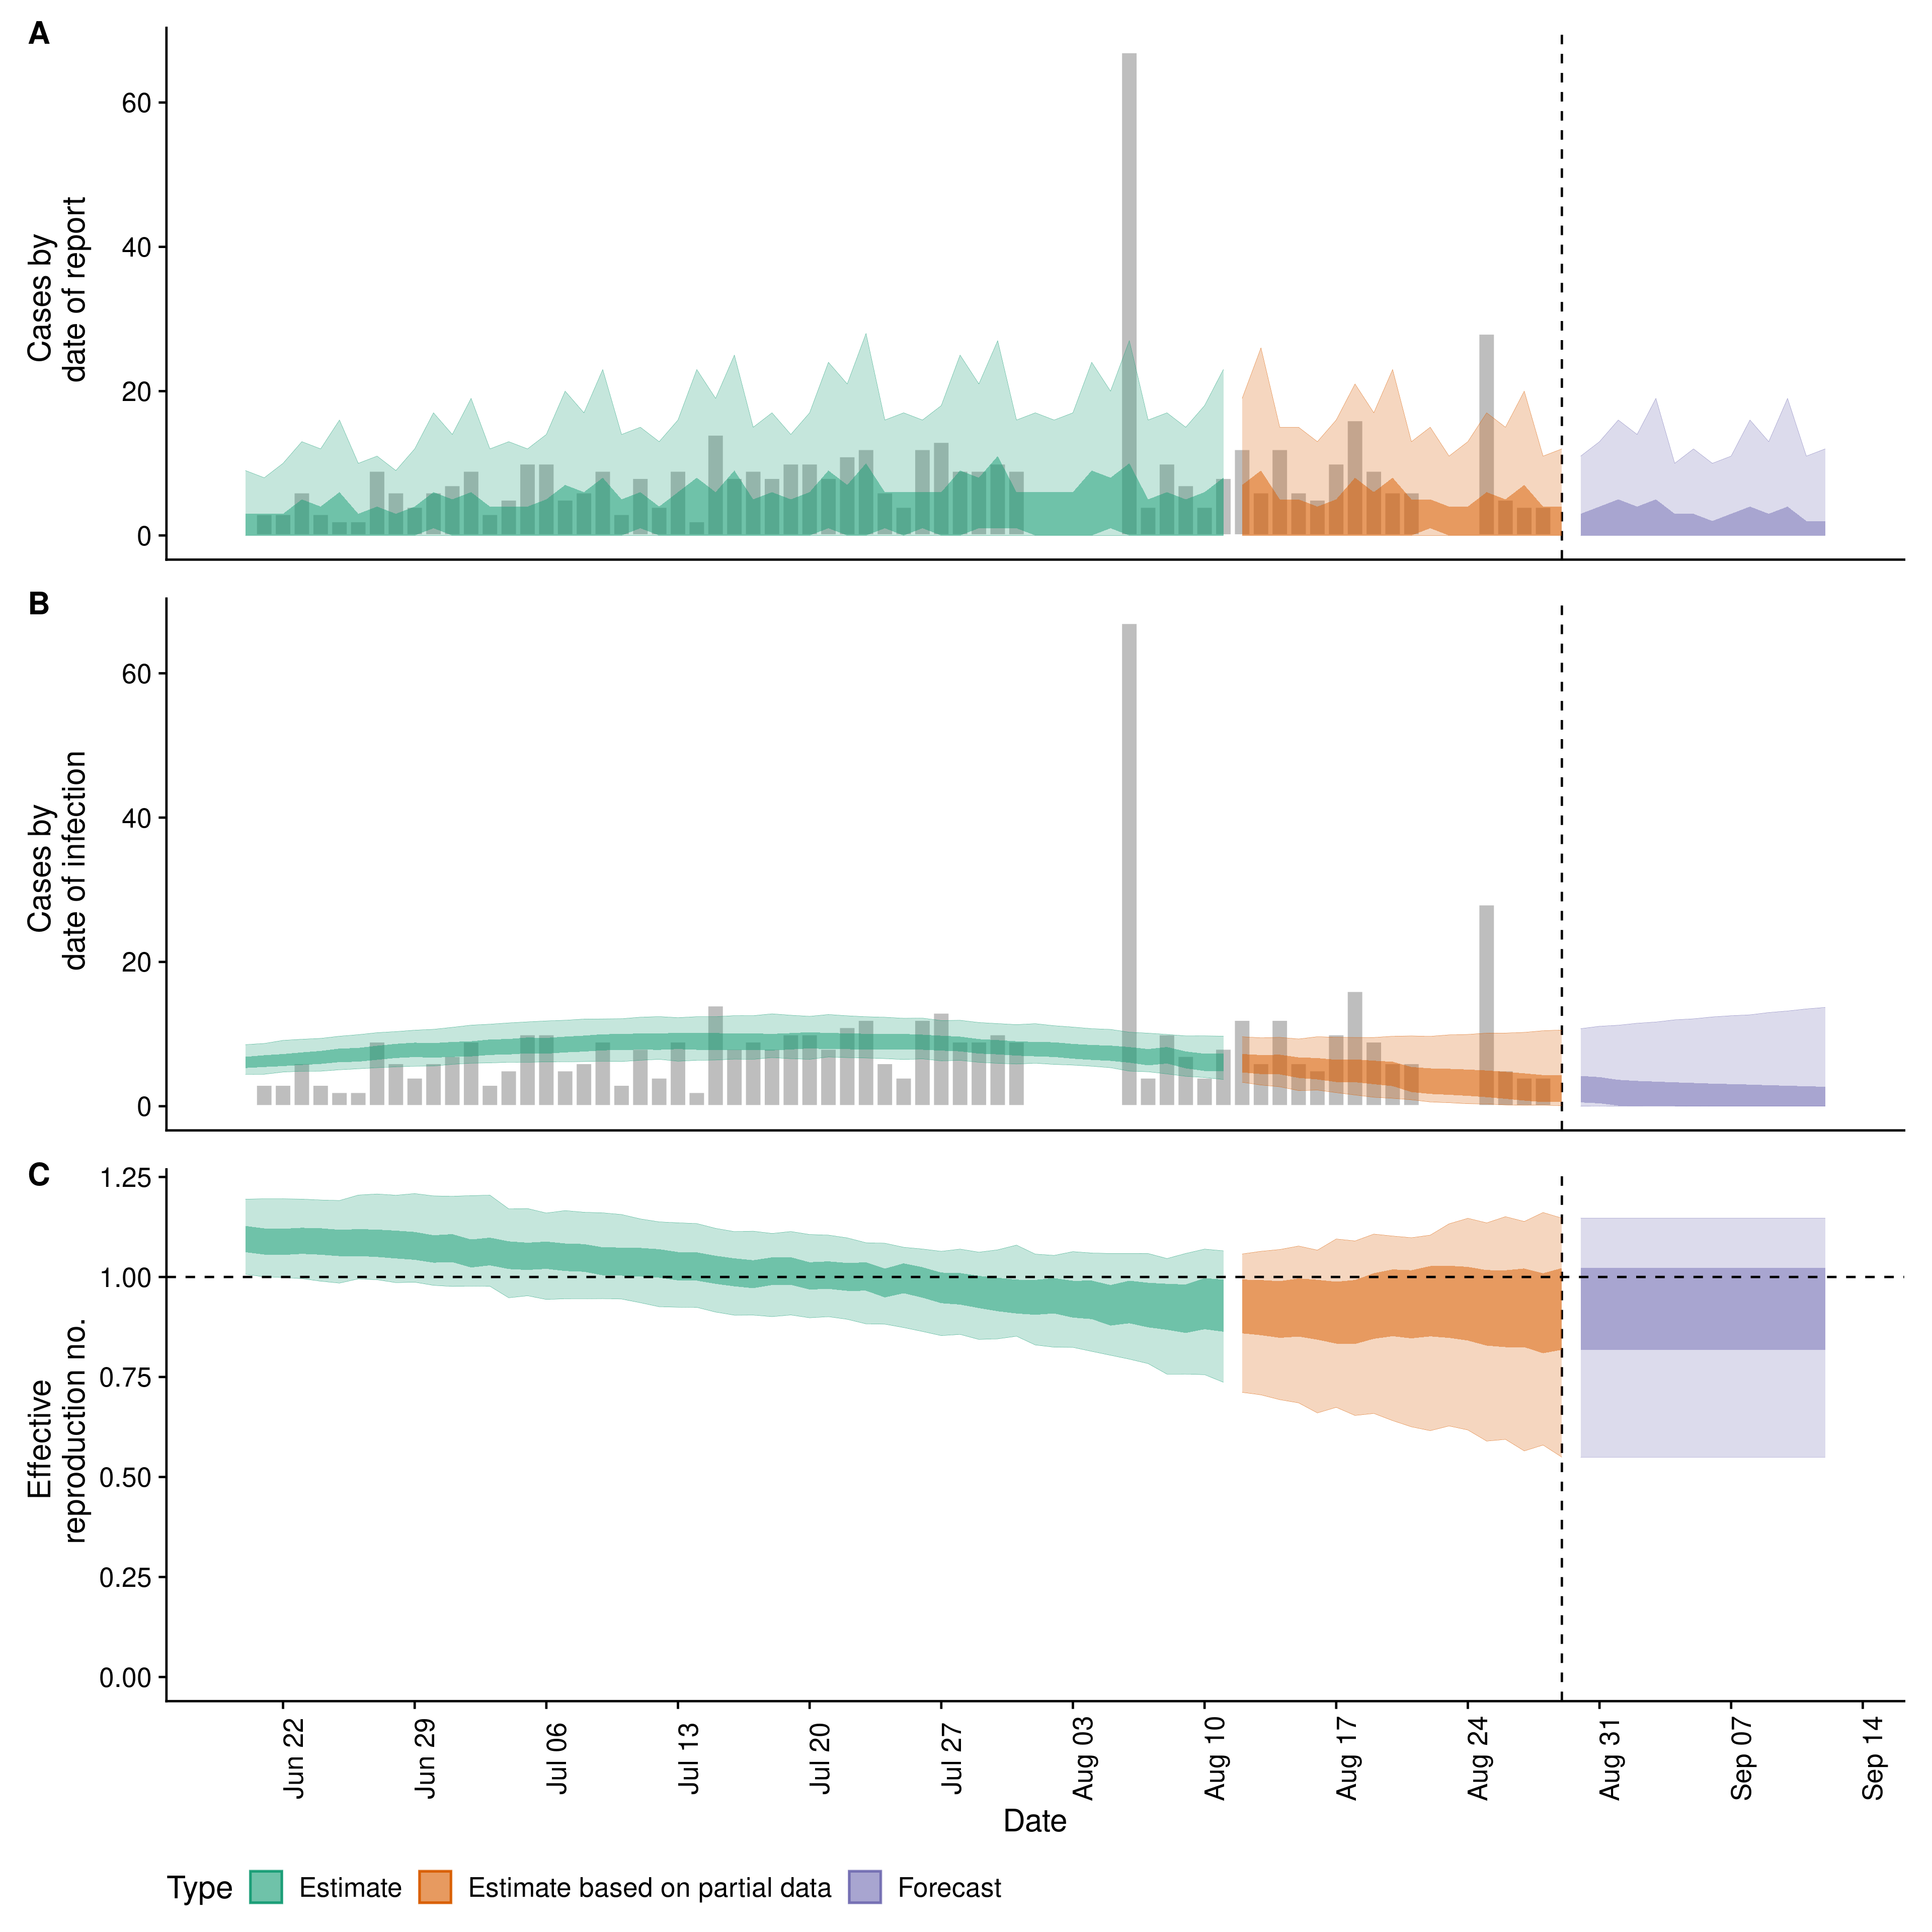 A
Cases by
date of report
60
40
20
0
B
Cases by
date of infection
60
40
20
0
C
Effective
reproduction no.
1.25
1.00
0.75
0.50
0.25
0.00
Jun 22
Jun 29
Jul 06
Jul 13
Jul 20
Jul 27
Aug 03
Aug 10
Aug 17
Aug 24
Aug 31
Sep 07
Sep 14
Date
Type Estimate Estimate based on partial data Forecast